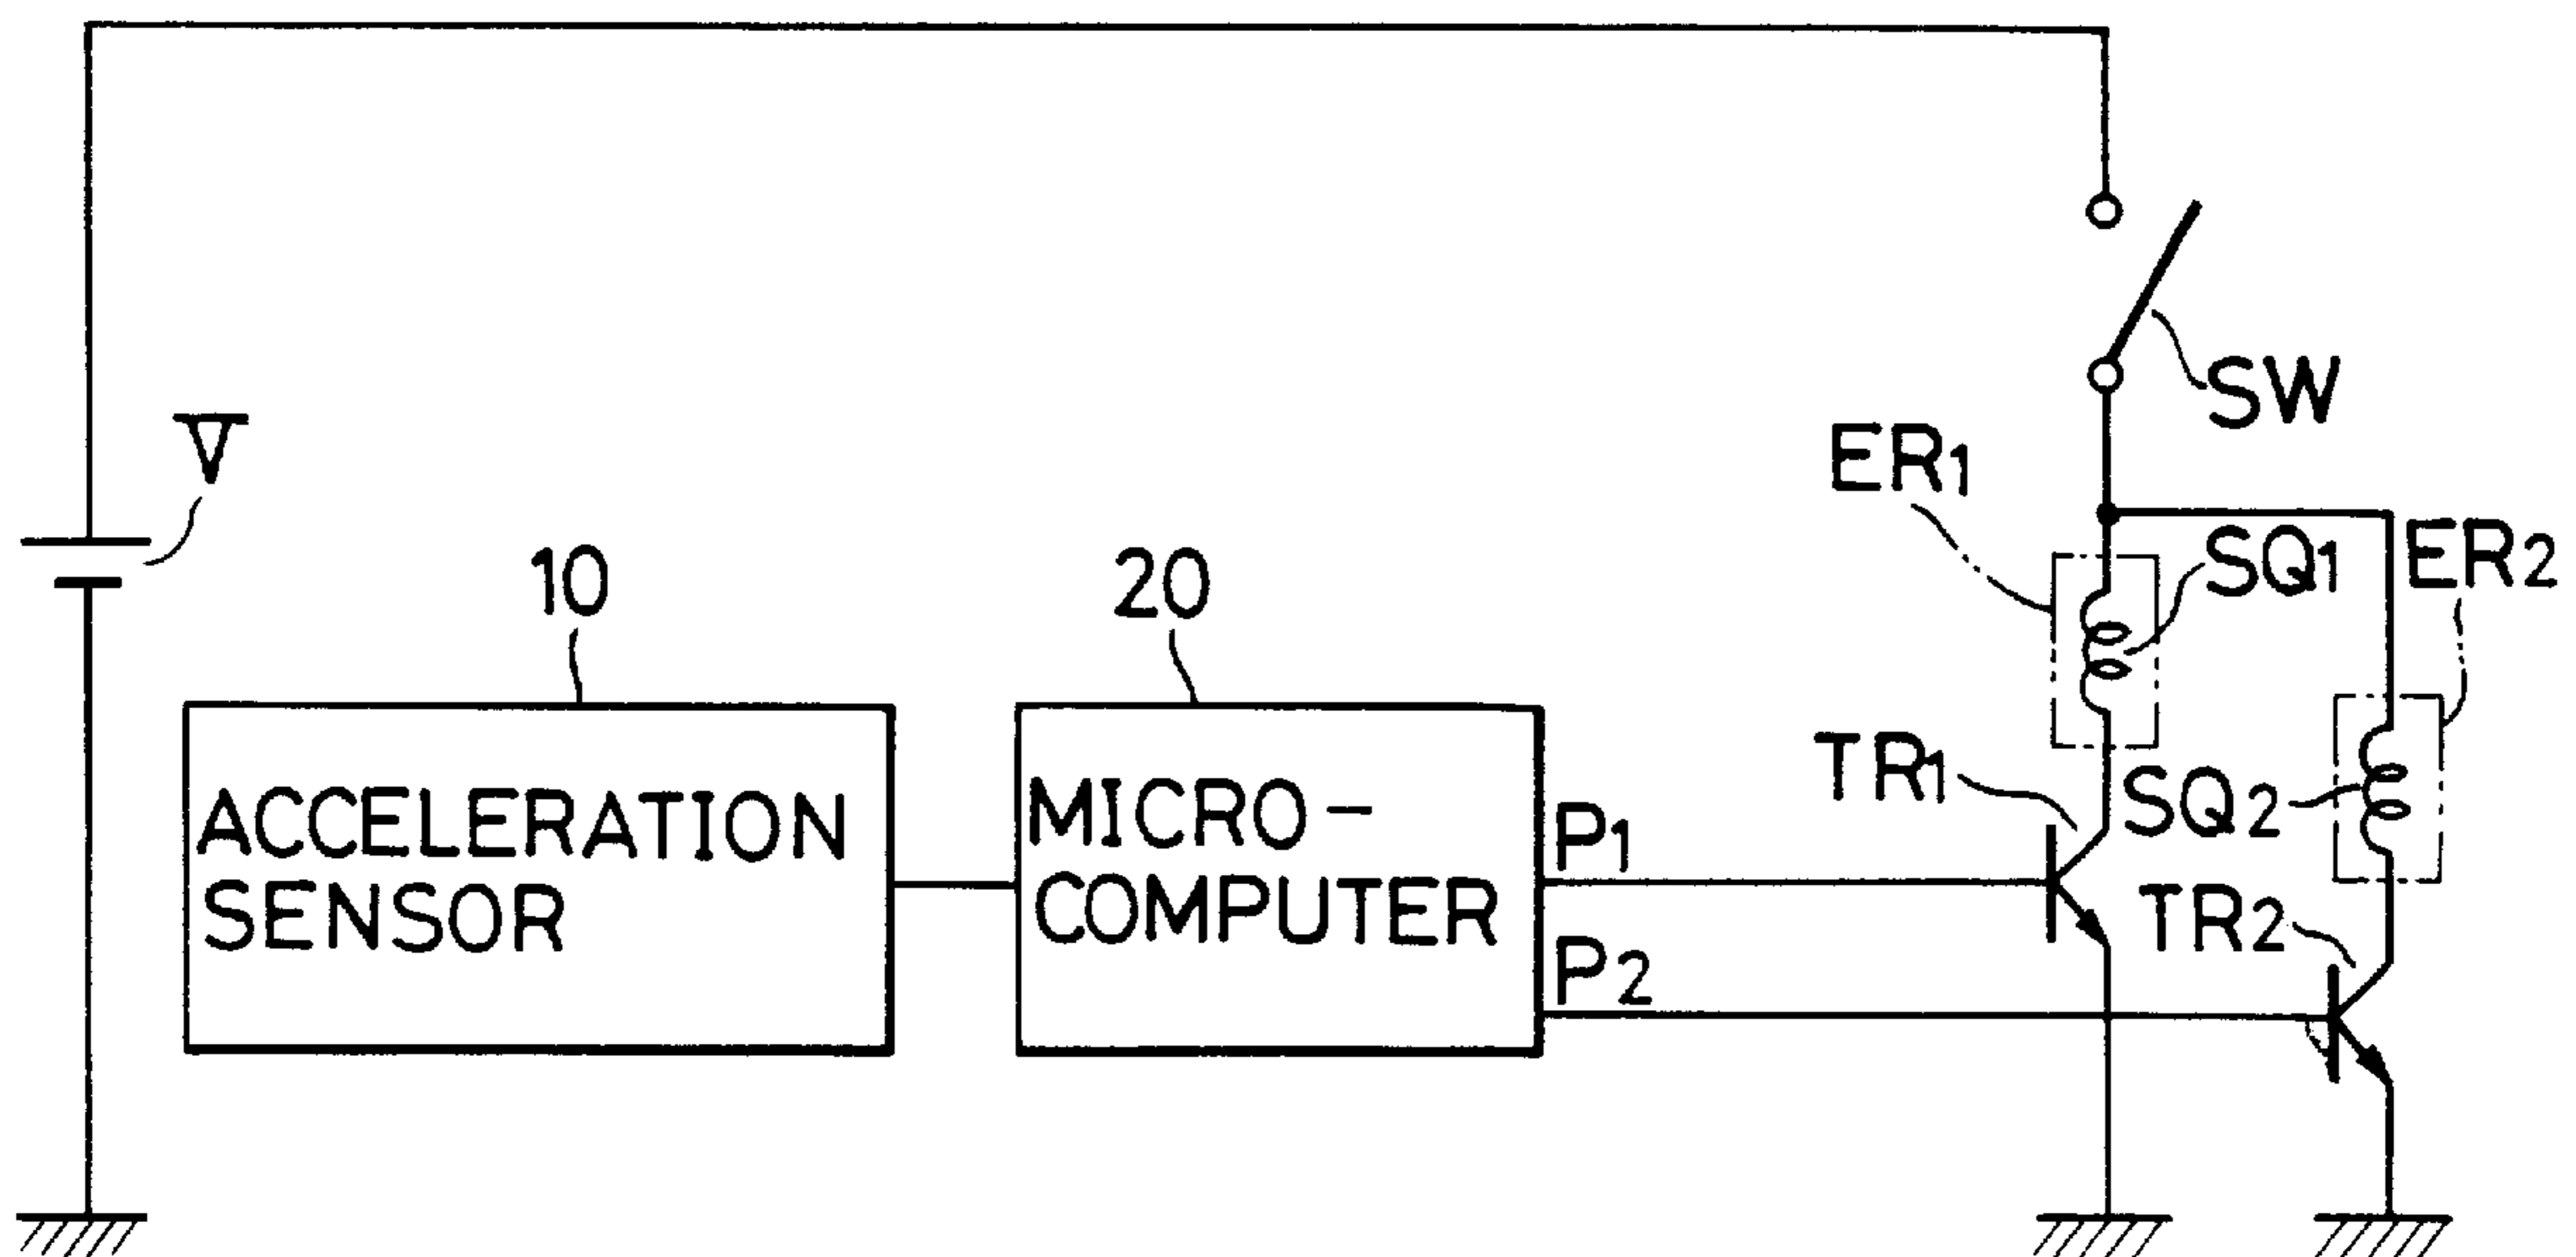 SW
V
ER1
SQ1
ER2
10
20
TR1
SQ2
ACCELERATION
SENSOR
MICRO-
COMPUTER
P1
TR2
P2